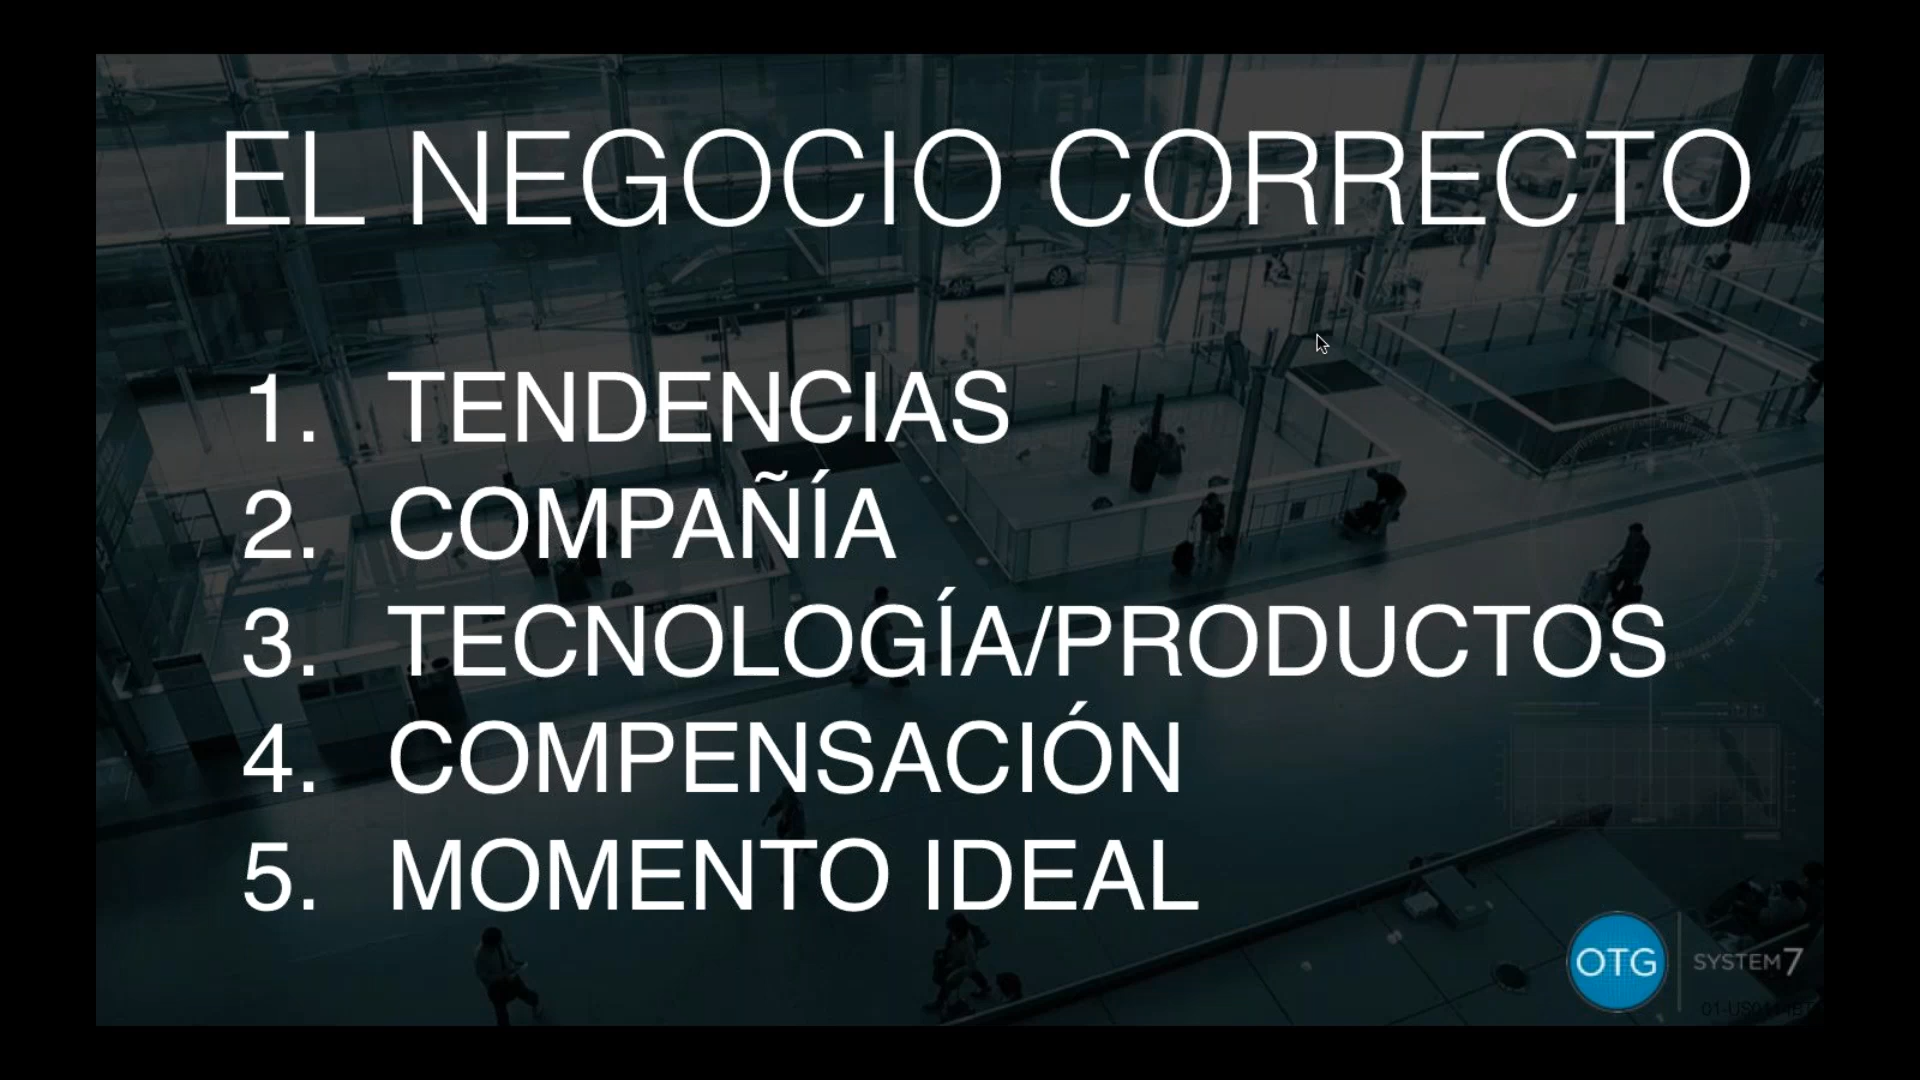 EL NEGOCIO CORRECTO
1. TENDENCIAS
2. COMPAÑÍA
3. TECNOLOGÍA/PRODUCTOS
4. COMPENSACIÓN
5. MOMENTO IDEAL
OTG SYSTEM7